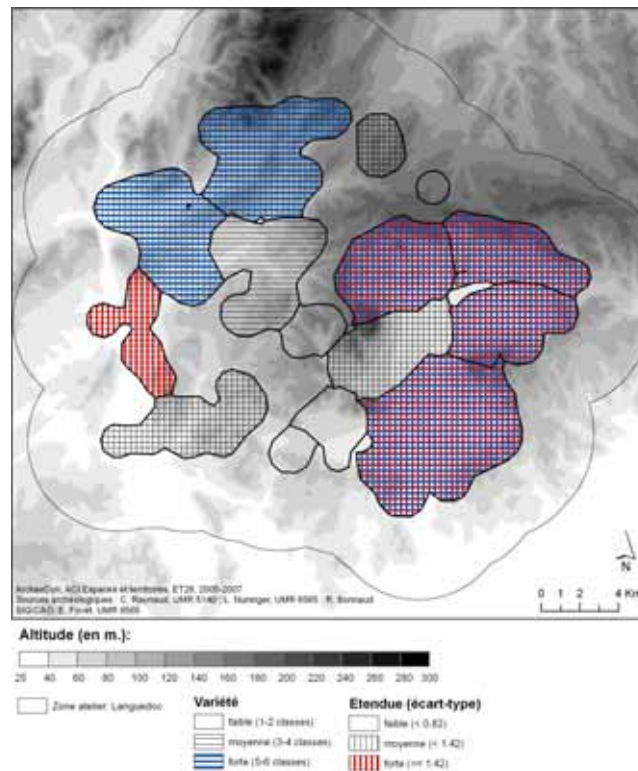 N
0 1 2 4 Km
ArchaeDyn, ACI Espaces et territoires, ET28, 2005-2007
Sources archéologiques : C. Raynaud, UMR 5140 ; L. Nuninger, UMR 6565 ; R. Bonnaud
SIG/CAO: E. Fovet, UMR 6565
Altitude (en m.):
25 40 60 80 100 120 140 160 180 200 220 240 260 280 300
Zone atelier: Languedoc
Variété
faible (1-2 classes)
moyenne (3-4 classes)
forte (5-6 classes)
Etendue (écart-type)
faible (< 0.82)
moyenne (< 1.42)
forte (>= 1.42)